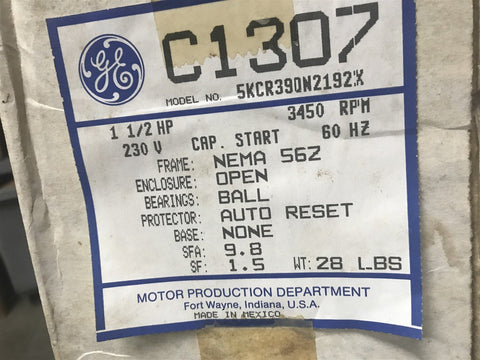 GE
C1307
MODEL NO. 5KCR390N2192X
1 1/2 HP 3450 RPM
230 V CAP. START 60 HZ
FRAME: NEMA 56Z
ENCLOSURE: OPEN
BEARINGS: BALL
PROTECTOR: AUTO RESET
BASE: NONE
SFA: 9.8
SF: 1.5 WT: 28 LBS
MOTOR PRODUCTION DEPARTMENT
Fort Wayne, Indiana, U.S.A.
MADE IN MEXICO